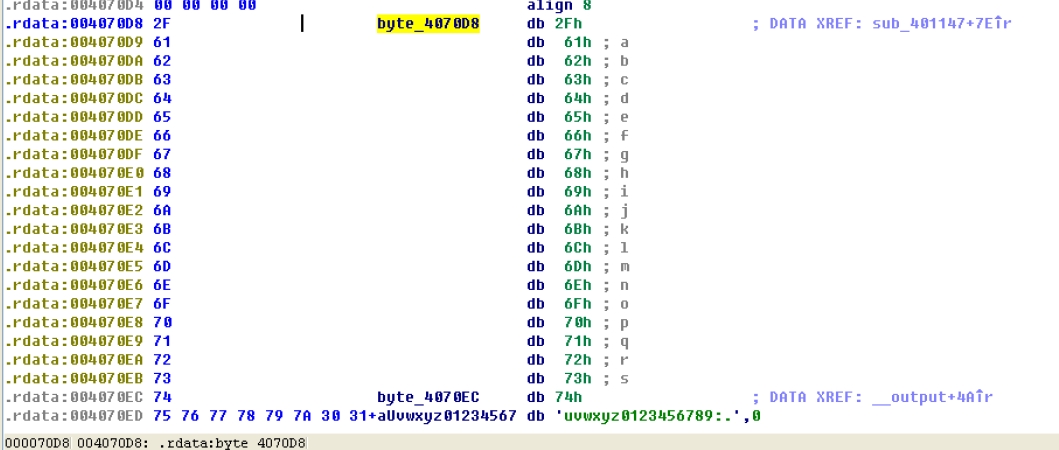 .rdata:004070D4 00 00 00 00 align 8
.rdata:004070D8 2F byte_4070D8 db 2Fh ; DATA XREF: sub_401147+7E↑r
.rdata:004070D9 61 db 61h ; a
.rdata:004070DA 62 db 62h ; b
.rdata:004070DB 63 db 63h ; c
.rdata:004070DC 64 db 64h ; d
.rdata:004070DD 65 db 65h ; e
.rdata:004070DE 66 db 66h ; f
.rdata:004070DF 67 db 67h ; g
.rdata:004070E0 68 db 68h ; h
.rdata:004070E1 69 db 69h ; i
.rdata:004070E2 6A db 6Ah ; j
.rdata:004070E3 6B db 6Bh ; k
.rdata:004070E4 6C db 6Ch ; l
.rdata:004070E5 6D db 6Dh ; m
.rdata:004070E6 6E db 6Eh ; n
.rdata:004070E7 6F db 6Fh ; o
.rdata:004070E8 70 db 70h ; p
.rdata:004070E9 71 db 71h ; q
.rdata:004070EA 72 db 72h ; r
.rdata:004070EB 73 db 73h ; s
.rdata:004070EC 74 byte_4070EC db 74h ; DATA XREF: __output+4A↑r
.rdata:004070ED 75 76 77 78 79 7A 30 31+aUvwxyz01234567 db 'uvwxyz0123456789:.',0
000070D8 004070D8: .rdata:byte_4070D8